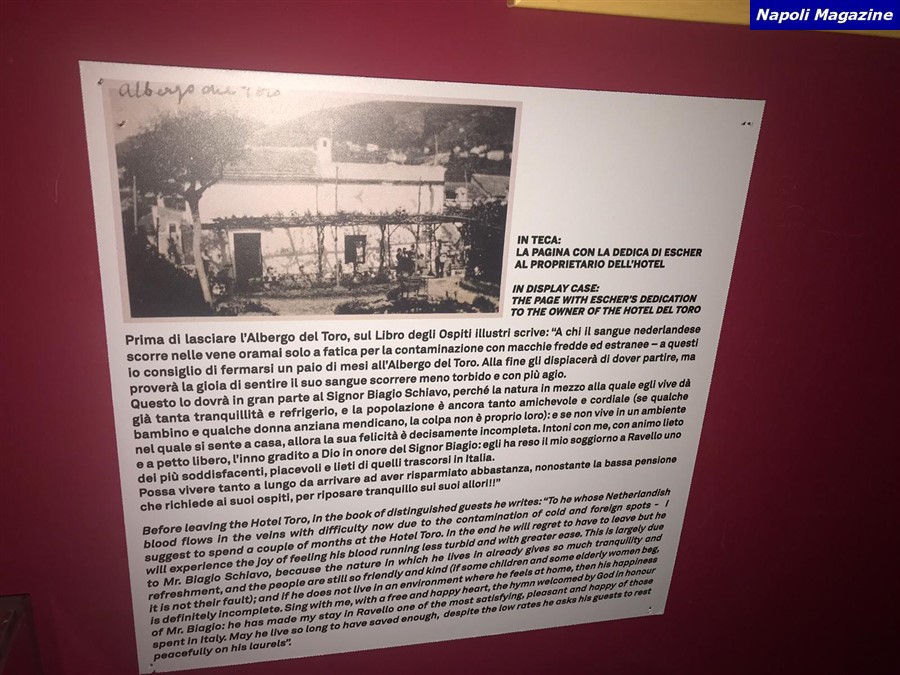 Napoli Magazine
Albergo del Toro
IN TECA:
LA PAGINA CON LA DEDICA DI ESCHER
AL PROPRIETARIO DELL'HOTEL
IN DISPLAY CASE:
THE PAGE WITH ESCHER'S DEDICATION
TO THE OWNER OF THE HOTEL DEL TORO
Prima di lasciare l'Albergo del Toro, sul Libro degli Ospiti illustri scrive: "A chi il sangue nederlandese
scorre nelle vene oramai solo a fatica per la contaminazione con macchie fredde ed estranee – a questi
io consiglio di fermarsi un paio di mesi all'Albergo del Toro. Alla fine gli dispiacerà di dover partire, ma
proverà la gioia di sentire il suo sangue scorrere meno torbido e con più agio.
Questo lo dovrà in gran parte al Signor Biagio Schiavo, perché la natura in mezzo alla quale egli vive dà
già tanta tranquillità e refrigerio, e la popolazione è ancora tanto amichevole e cordiale (se qualche
bambino e qualche donna anziana mendicano, la colpa non è proprio loro): e se non vive in un ambiente
nel quale si sente a casa, allora la sua felicità è decisamente incompleta. Intoni con me, con animo lieto
e a petto libero, l'inno gradito a Dio in onore del Signor Biagio: egli ha reso il mio soggiorno a Ravello uno
dei più soddisfacenti, piacevoli e lieti di quelli trascorsi in Italia.
Possa vivere tanto a lungo da arrivare ad aver risparmiato abbastanza, nonostante la bassa pensione
che richiede ai suoi ospiti, per riposare tranquillo sui suoi allori!!"
Before leaving the Hotel Toro, in the book of distinguished guests he writes: "To he whose Netherlandish
blood flows in the veins with difficulty now due to the contamination of cold and foreign spots - I
suggest to spend a couple of months at the Hotel Toro. In the end he will regret to have to leave but he
will experience the joy of feeling his blood running less turbid and with greater ease. This is largely due
to Mr. Biagio Schiavo, because the nature in which he lives in already gives so much tranquility and
refreshment, and the people are still so friendly and kind (if some children and some elderly women beg,
it is not their fault); and if he does not live in an environment where he feels at home, then his happiness
is definitely incomplete. Sing with me, with a free and happy heart, the hymn welcomed by God in honour
of Mr. Biagio: he has made my stay in Ravello one of the most satisfying, pleasant and happy of those
spent in Italy. May he live so long to have saved enough, despite the low rates he asks his guests to rest
peacefully on his laurels".